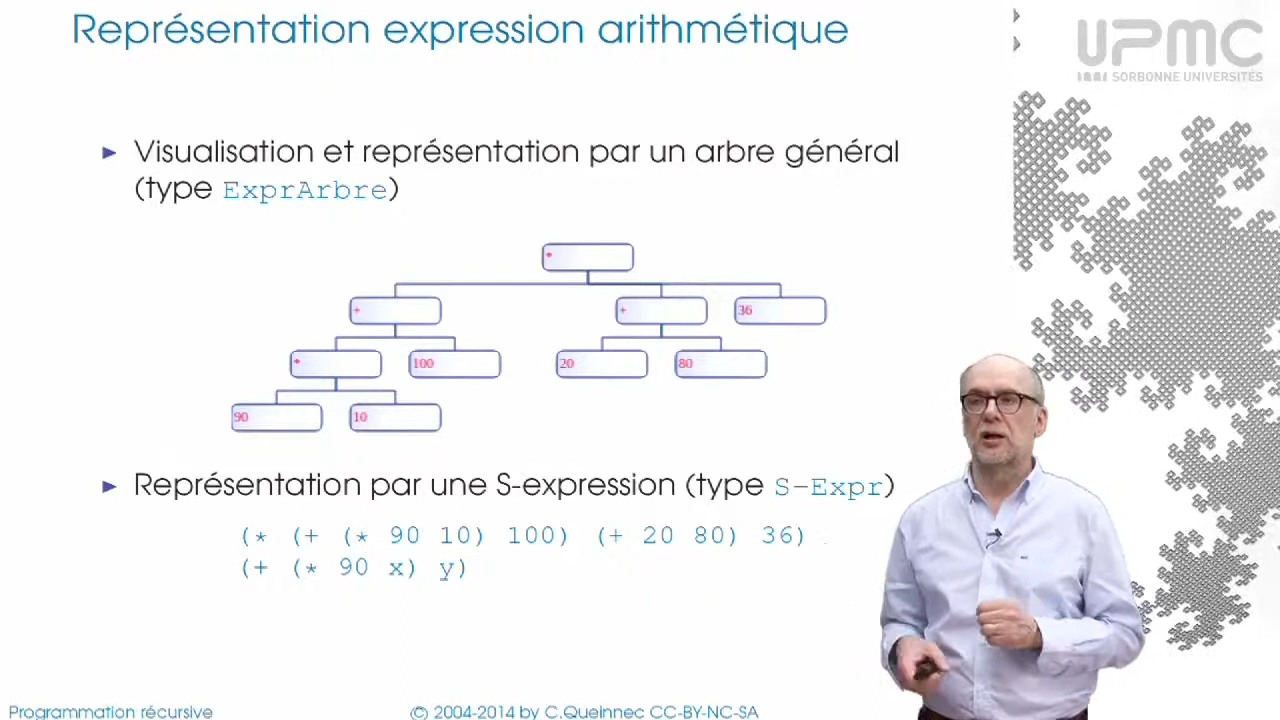 Représentation expression arithmétique
UPMC
SORBONNE UNIVERSITÉS
► Visualisation et représentation par un arbre général
(type ExprArbre)
*
+ + 36
* 100 20 80
90 10
► Représentation par une S-expression (type S-Expr)
(* (+ (* 90 10) 100) (+ 20 80) 36)
(+ (* 90 x) y)
Programmation récursive © 2004-2014 by C.Queinnec CC-BY-NC-SA